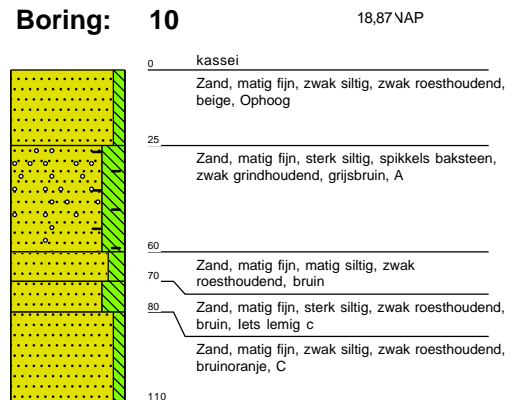 Boring: 10 18,87 NAP
0 kassei
Zand, matig fijn, zwak siltig, zwak roesthoudend,
beige, Ophoog
25
Zand, matig fijn, sterk siltig, spikkels baksteen,
zwak grindhoudend, grijsbruin, A
60
Zand, matig fijn, matig siltig, zwak
70 roesthoudend, bruin
Zand, matig fijn, sterk siltig, zwak roesthoudend,
80 bruin, Iets lemig c
Zand, matig fijn, zwak siltig, zwak roesthoudend,
bruinoranje, C
110